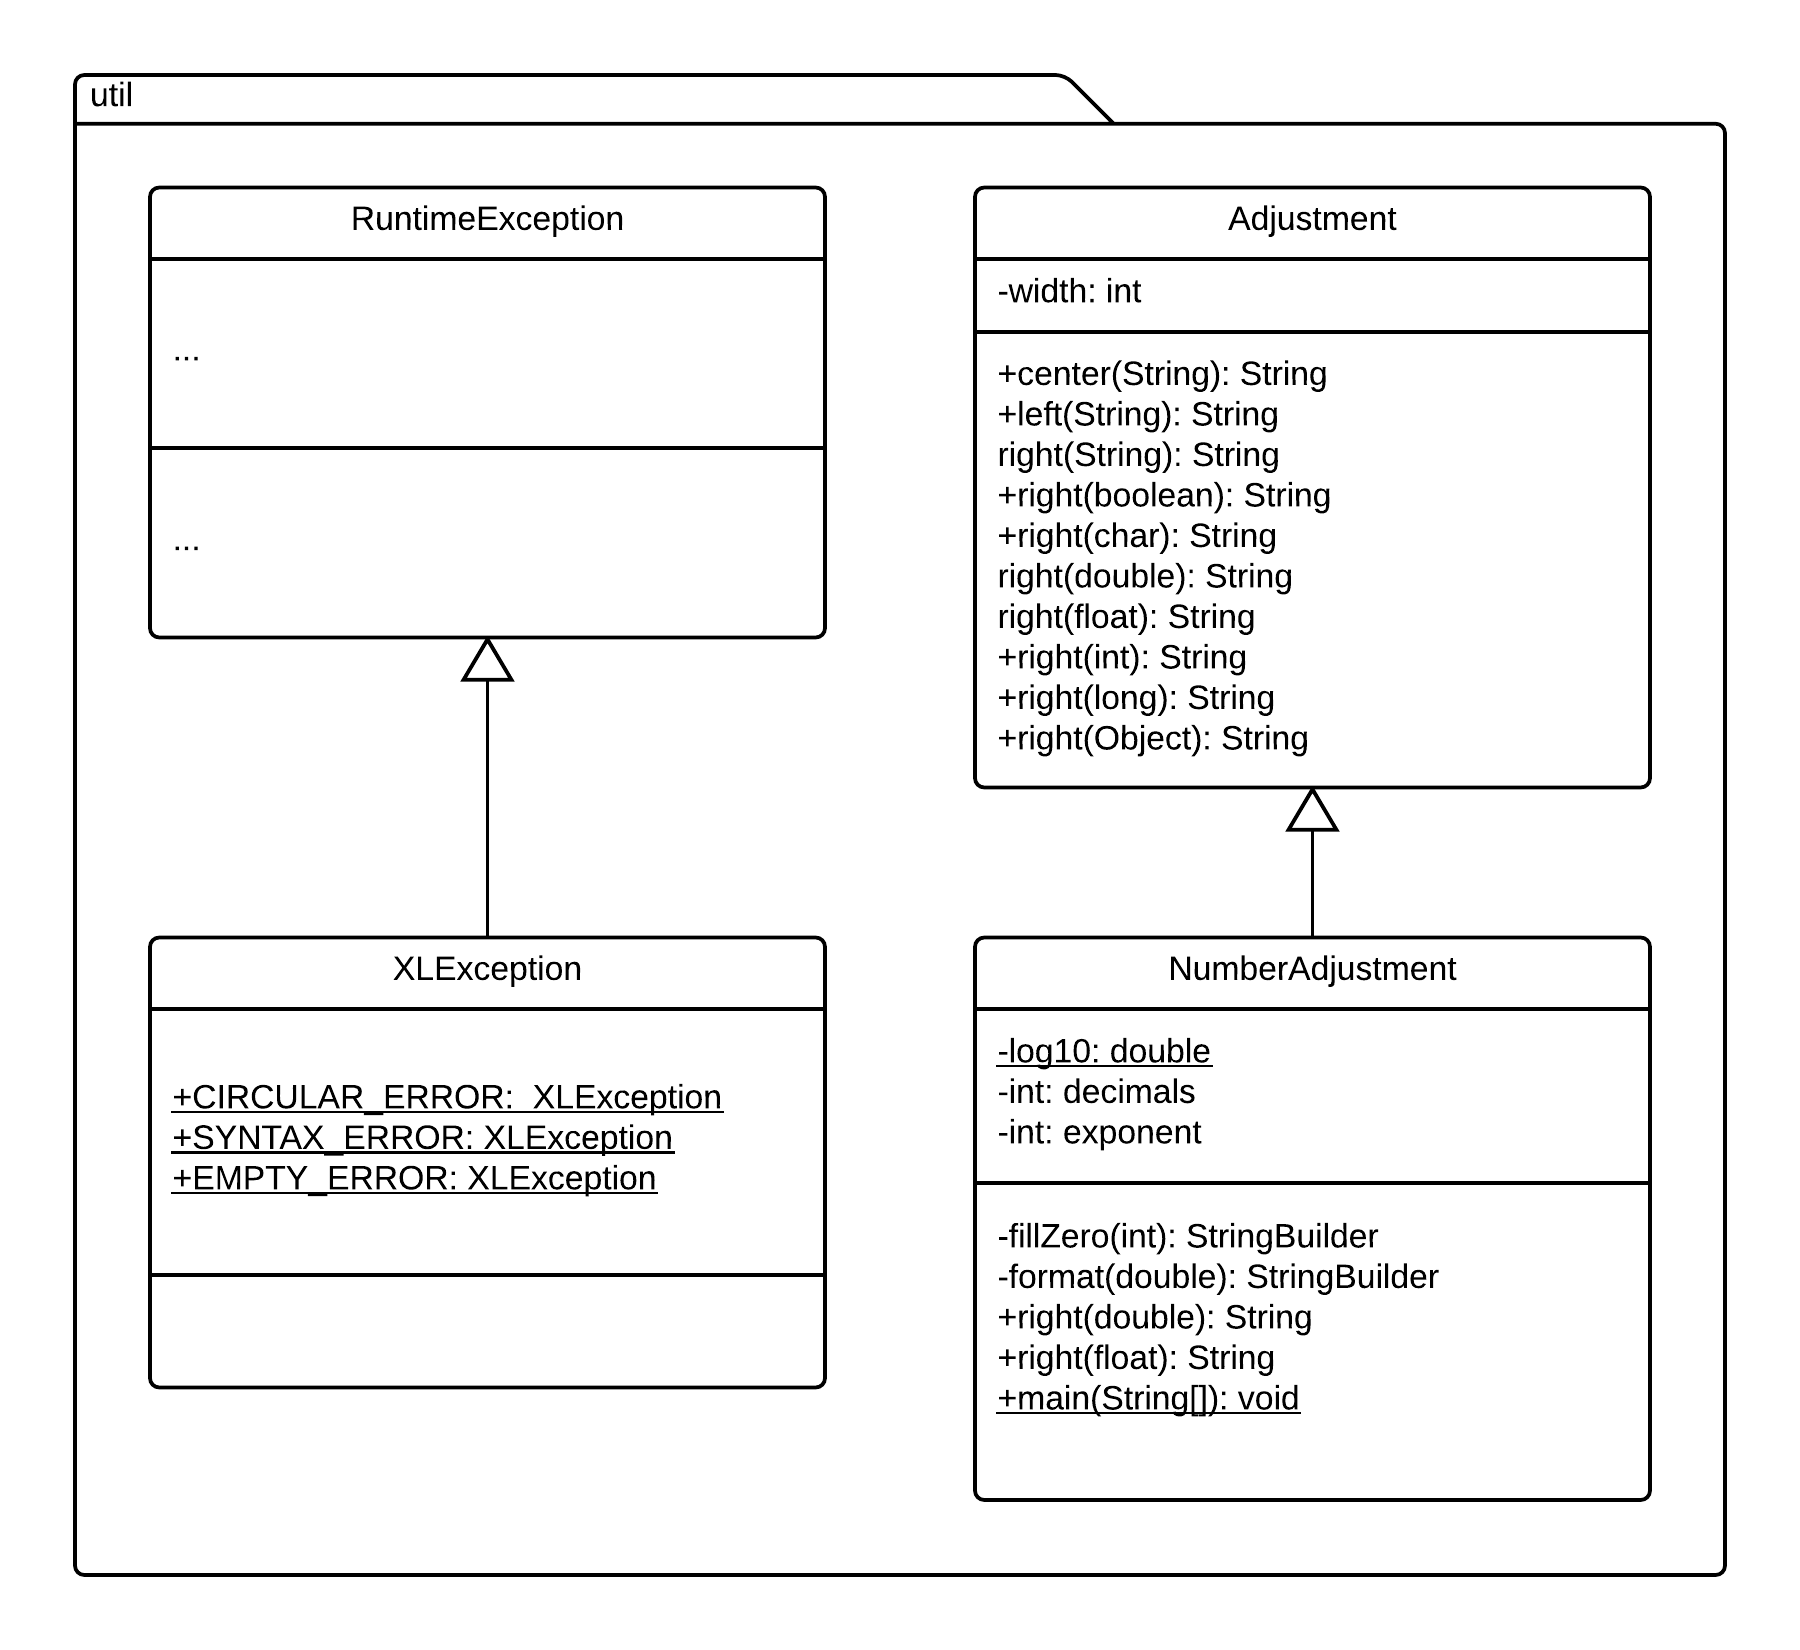 util
RuntimeException
...
...
Adjustment
-width: int
+center(String): String
+left(String): String
right(String): String
+right(boolean): String
+right(char): String
right(double): String
right(float): String
+right(int): String
+right(long): String
+right(Object): String
XLException
+CIRCULAR_ERROR:  XLException
+SYNTAX_ERROR: XLException
+EMPTY_ERROR: XLException
NumberAdjustment
-log10: double
-int: decimals
-int: exponent
-fillZero(int): StringBuilder
-format(double): StringBuilder
+right(double): String
+right(float): String
+main(String[]): void